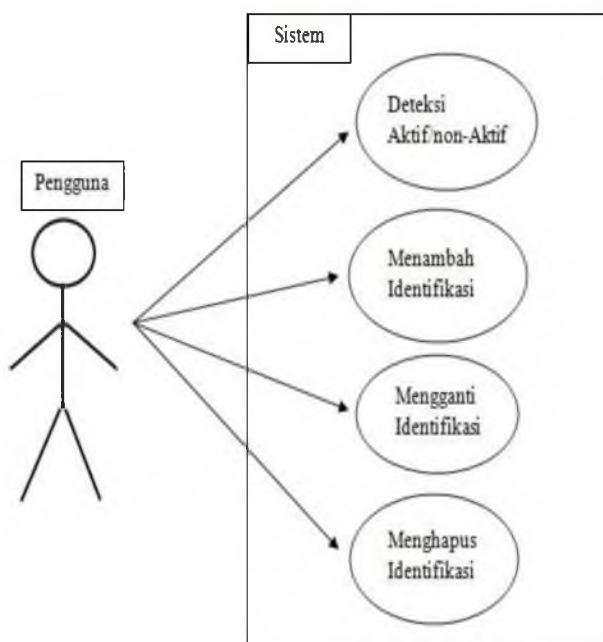 Sistem
Deteksi
Aktif/non-Aktif
Pengguna
Menambah
Identifikasi
Mengganti
Identifikasi
Menghapus
Identifikasi